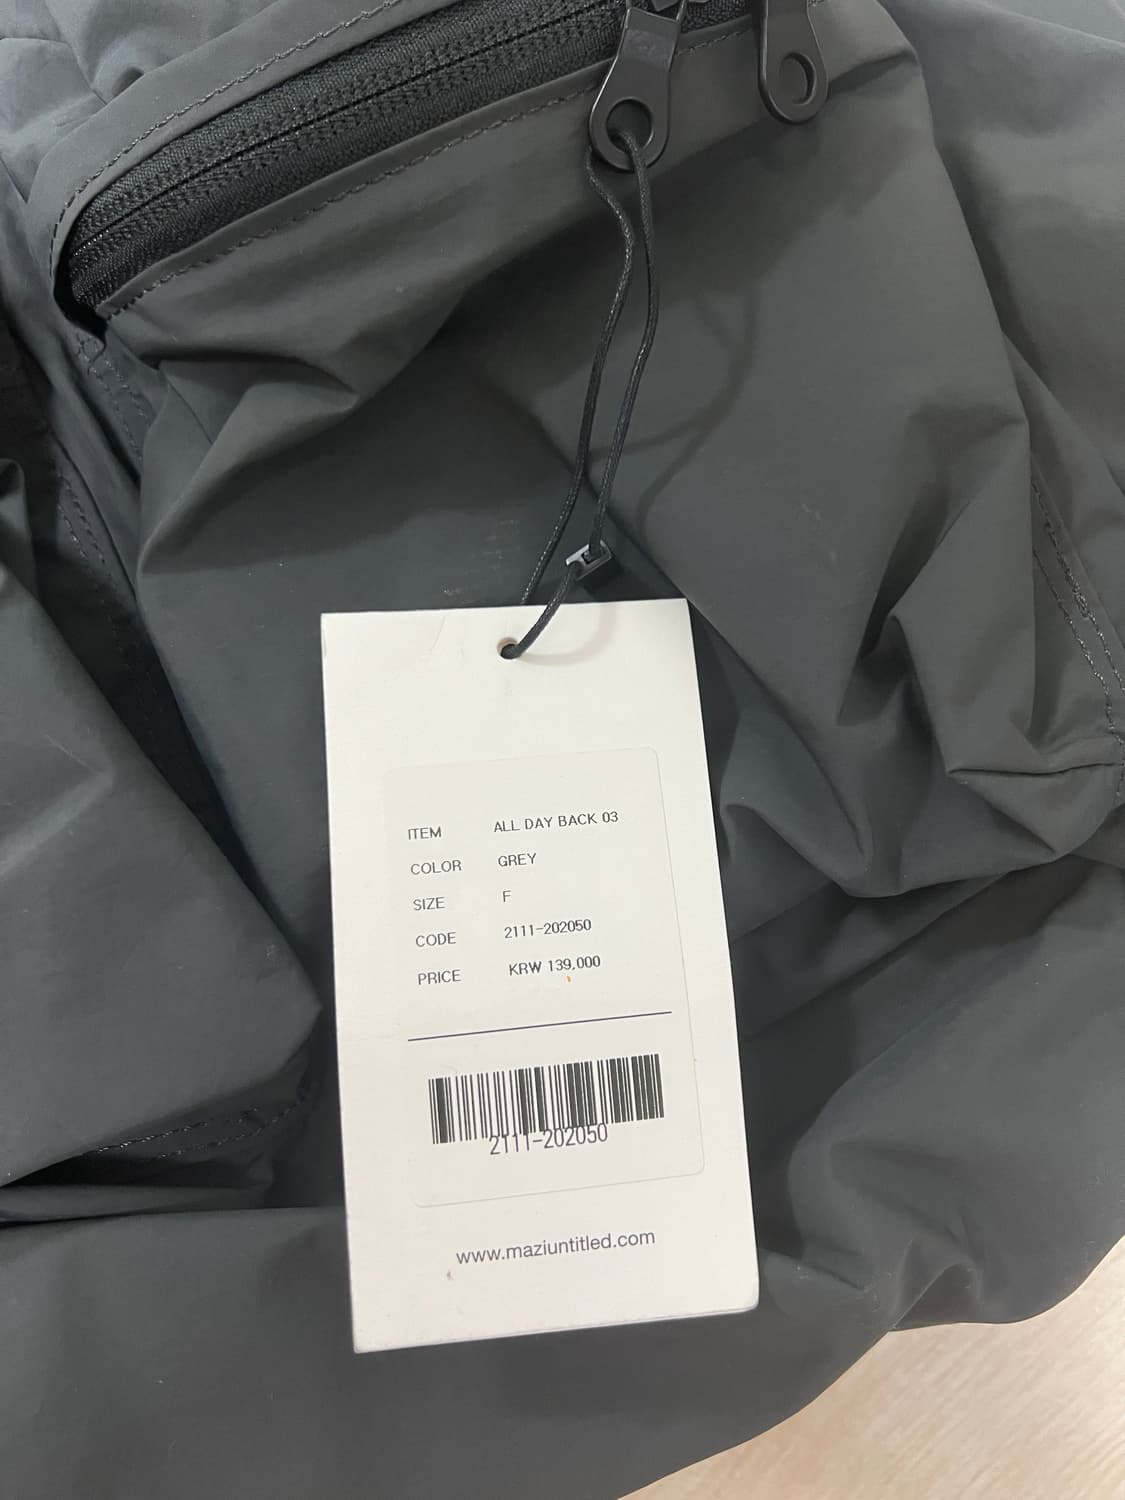 ITEM ALL DAY BACK 03
COLOR GREY
SIZE F
CODE 2111-202050
PRICE KRW 139,000
2111-202050
www.maziuntitled.com